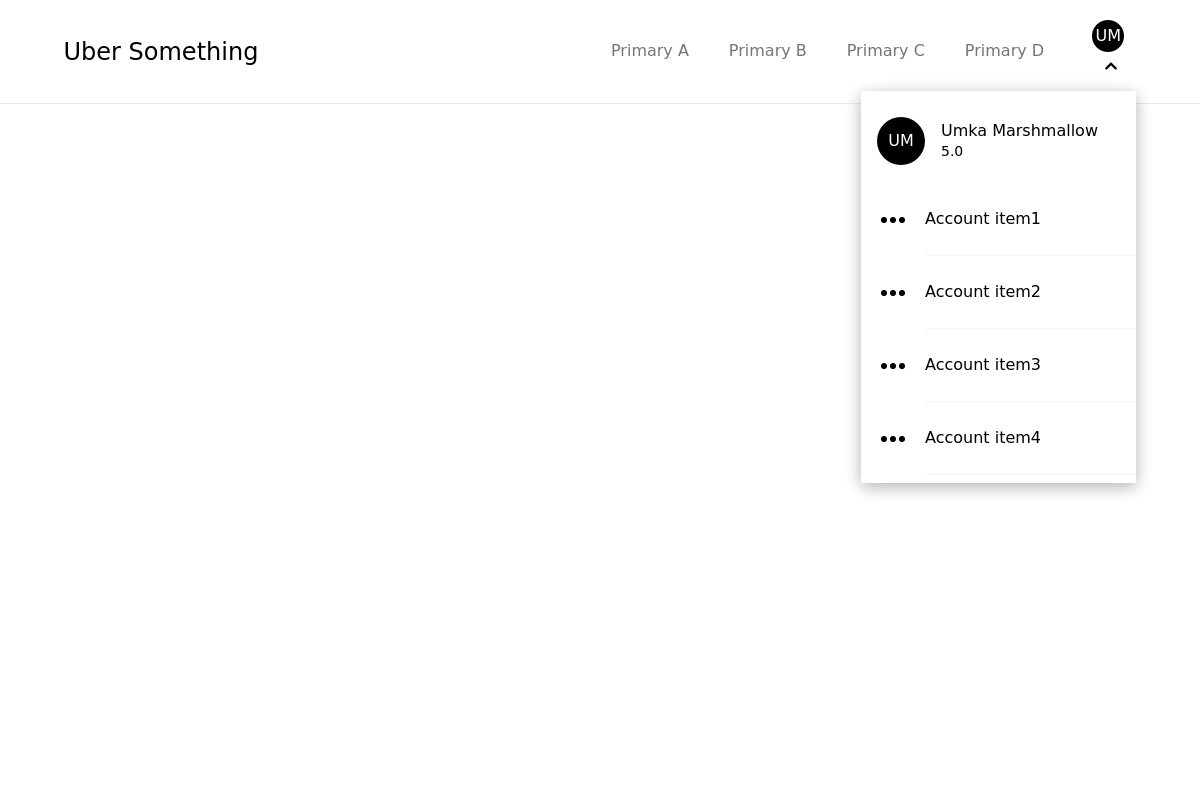 Uber Something
Primary A
Primary B
Primary C
Primary D
UM
UM
Umka Marshmallow
5.0
Account item1
Account item2
Account item3
Account item4